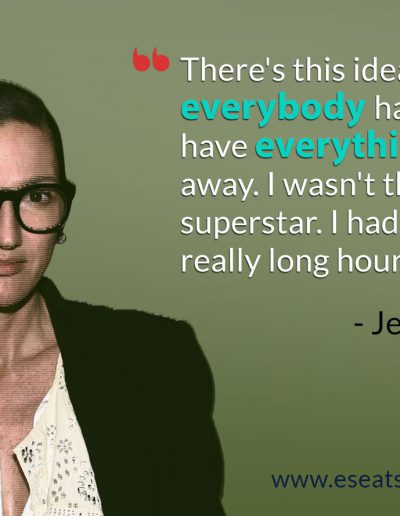 “ There's this idea
everybody ha
have everythi
away. I wasn't th
superstar. I had
really long hour
- Je
www.eseats